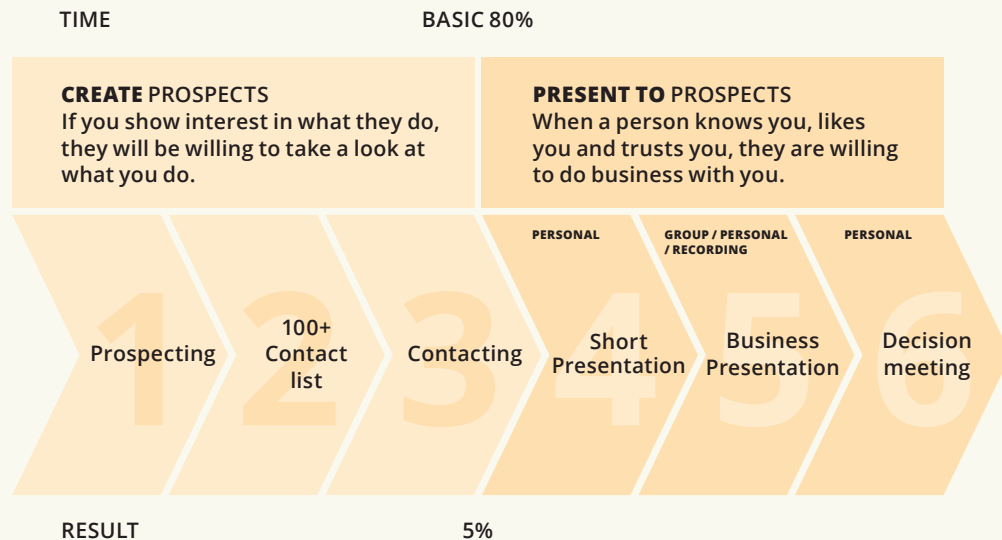 TIME BASIC 80%
CREATE PROSPECTS
If you show interest in what they do,
they will be willing to take a look at
what you do.
PRESENT TO PROSPECTS
When a person knows you, likes
you and trusts you, they are willing
to do business with you.
1
Prospecting
2
100+
Contact
list
3
Contacting
PERSONAL
4
Short
Presentation
GROUP / PERSONAL
/ RECORDING
5
Business
Presentation
PERSONAL
6
Decision
meeting
RESULT 5%